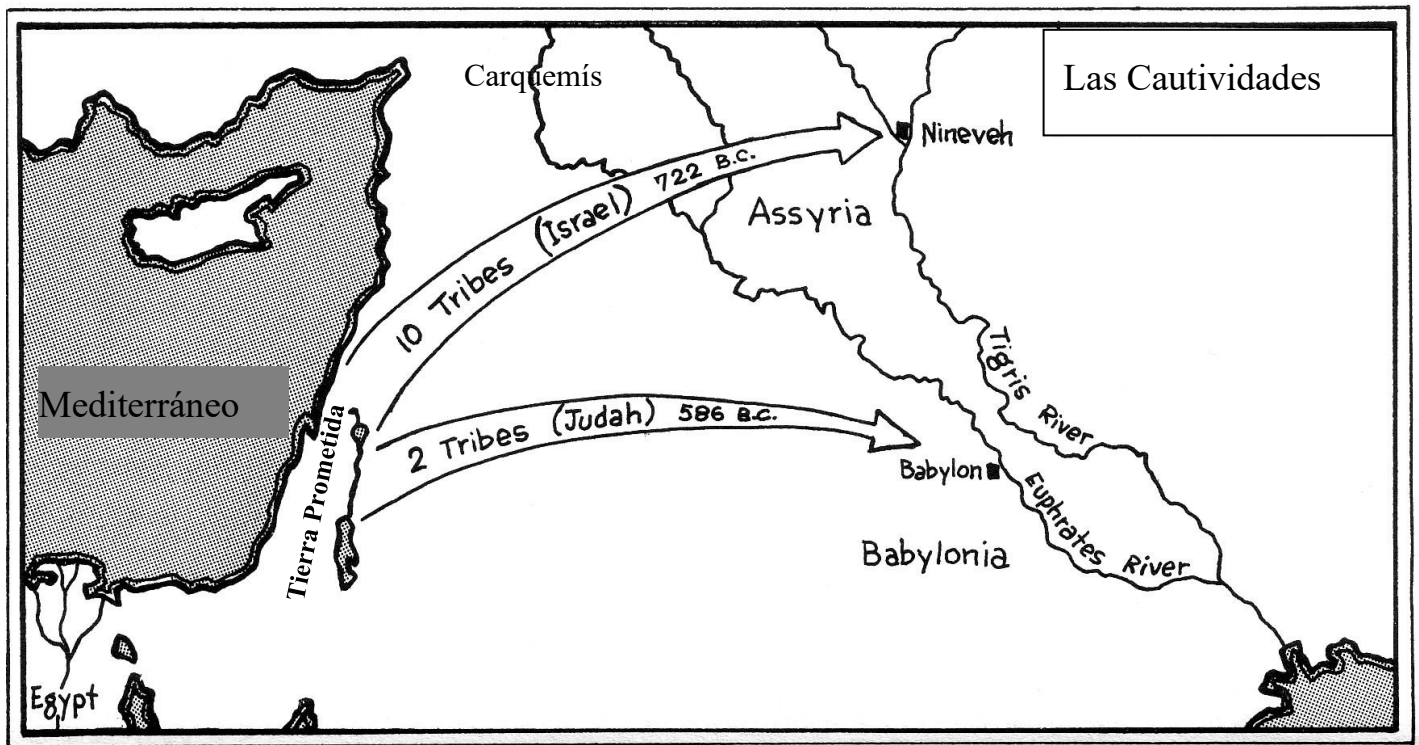 Carquemís
Las Cautividades
Nineveh
10 Tribes (Israel) 722 B.C.
Assyria
Mediterráneo
Tierra Prometida
2 Tribes (Judah) 586 B.C.
Tigris River
Babylon
Euphrates River
Babylonia
Egypt